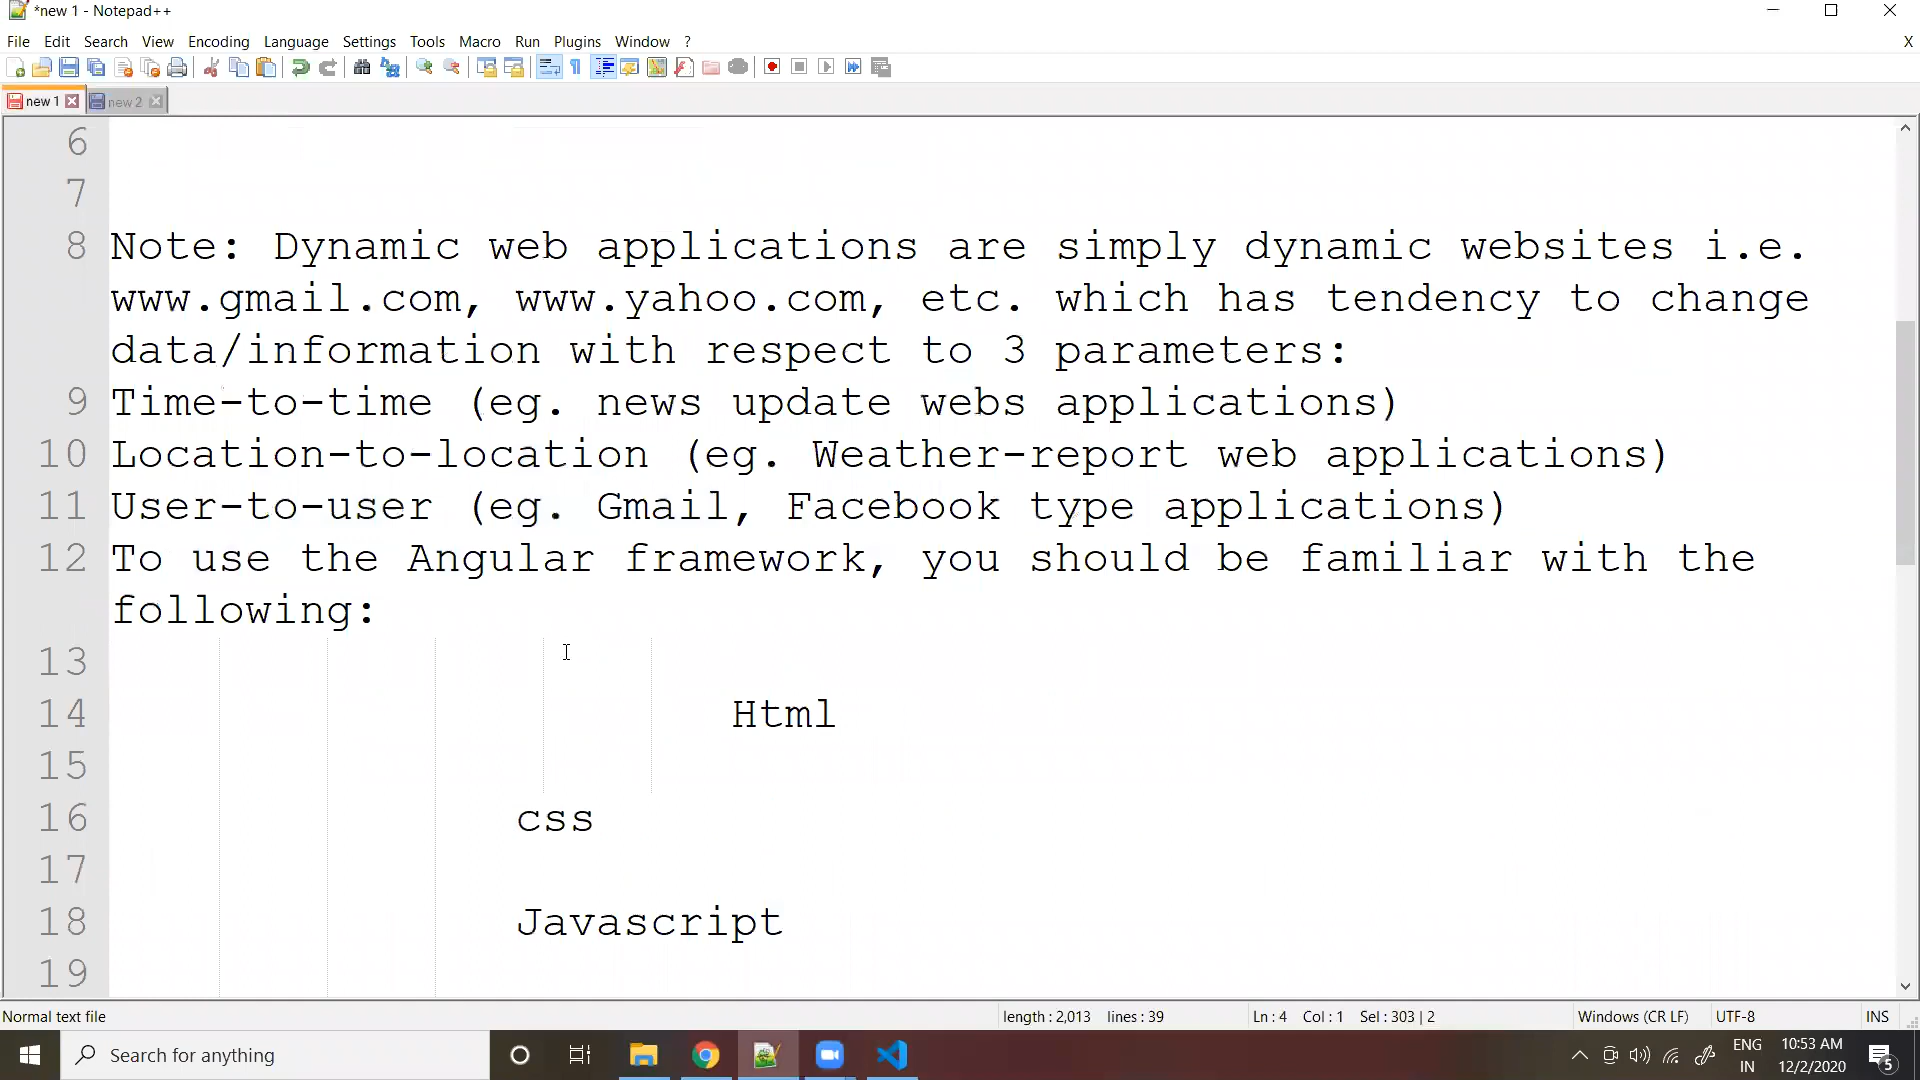 *new 1 - Notepad++
File Edit Search View Encoding Language Settings Tools Macro Run Plugins Window ? X
new 1 new 2
6
7
8 Note: Dynamic web applications are simply dynamic websites i.e.
www.gmail.com, www.yahoo.com, etc. which has tendency to change
data/information with respect to 3 parameters:
9 Time-to-time (eg. news update webs applications)
10 Location-to-location (eg. Weather-report web applications)
11 User-to-user (eg. Gmail, Facebook type applications)
12 To use the Angular framework, you should be familiar with the
following:
13
14 Html
15
16 css
17
18 Javascript
19
Normal text file length : 2,013 lines : 39 Ln : 4 Col : 1 Sel : 303 | 2 Windows (CR LF) UTF-8 INS
Search for anything
ENG 10:53 AM
IN 12/2/2020 5